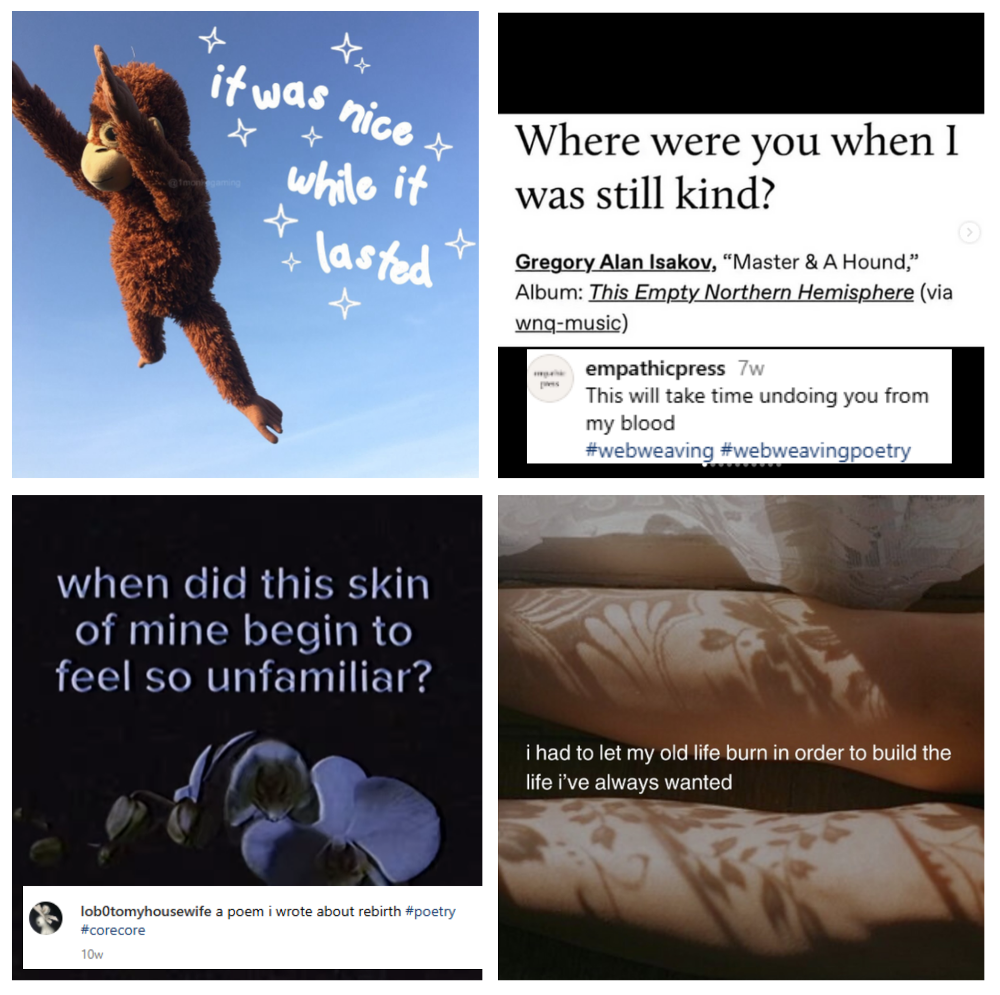 it was nice
while it
lasted
@1monkegaming
Where were you when I
was still kind?
Gregory Alan Isakov, “Master & A Hound,”
Album: This Empty Northern Hemisphere (via
wnq-music)
empathic
press
empathicpress 7w
This will take time undoing you from
my blood
#webweaving #webweavingpoetry
when did this skin
of mine begin to
feel so unfamiliar?
lob0tomyhousewife a poem i wrote about rebirth #poetry
#corecore
10w
i had to let my old life burn in order to build the
life i’ve always wanted